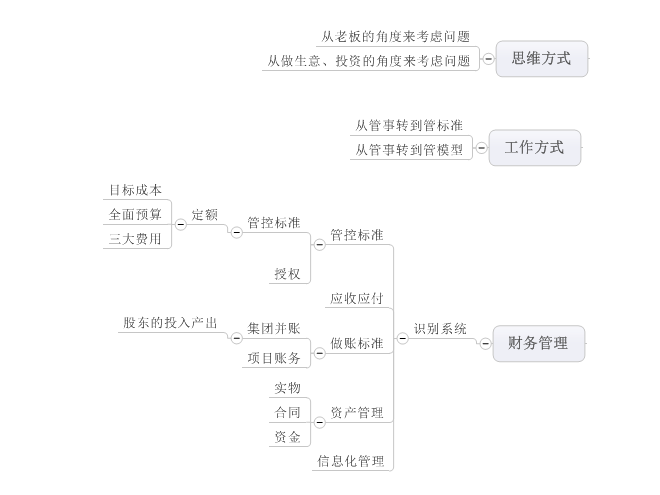 从老板的角度来考虑问题
从做生意、投资的角度来考虑问题
思维方式
从管事转到管标准
从管事转到管模型
工作方式
目标成本
全面预算
三大费用
定额
管控标准
授权
管控标准
应收应付
股东的投入产出
集团并账
项目账务
做账标准
实物
合同
资金
资产管理
信息化管理
识别系统
财务管理